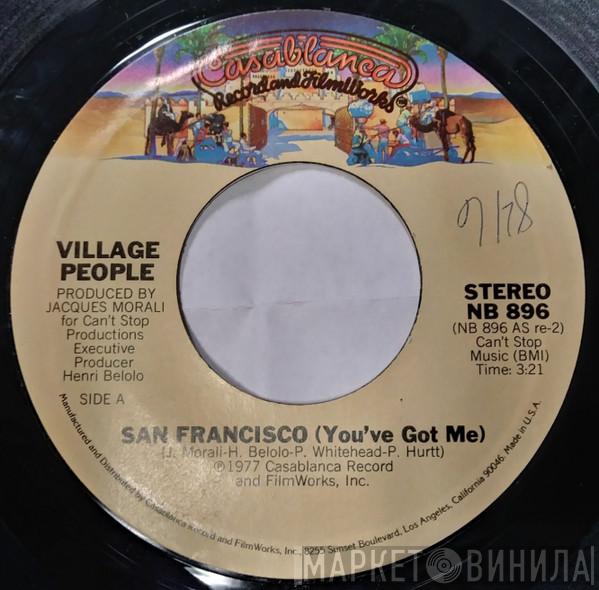 Casablanca
Record and FilmWorks
9/78
VILLAGE
PEOPLE
PRODUCED BY
JACQUES MORALI
for Can't Stop
Productions
Executive
Producer
Henri Belolo
SIDE A
STEREO
NB 896
(NB 896 AS re-2)
Can't Stop
Music (BMI)
Time: 3:21
SAN FRANCISCO (You've Got Me)
(J. Morali-H. Belolo-P. Whitehead-P. Hurtt)
℗1977 Casablanca Record
and FilmWorks, Inc.
Manufactured and Distributed by Casablanca Record and FilmWorks, Inc., 8255 Sunset Boulevard, Los Angeles, California 90046. Made in U.S.A.
МАРКЕТ ВИНИЛА